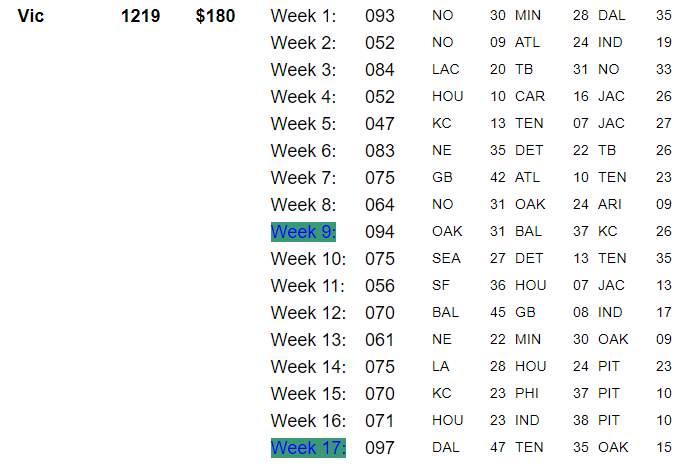 Vic 1219 $180 Week 1: 093 NO 30 MIN 28 DAL 35
Week 2: 052 NO 09 ATL 24 IND 19
Week 3: 084 LAC 20 TB 31 NO 33
Week 4: 052 HOU 10 CAR 16 JAC 26
Week 5: 047 KC 13 TEN 07 JAC 27
Week 6: 083 NE 35 DET 22 TB 26
Week 7: 075 GB 42 ATL 10 TEN 23
Week 8: 064 NO 31 OAK 24 ARI 09
Week 9: 094 OAK 31 BAL 37 KC 26
Week 10: 075 SEA 27 DET 13 TEN 35
Week 11: 056 SF 36 HOU 07 JAC 13
Week 12: 070 BAL 45 GB 08 IND 17
Week 13: 061 NE 22 MIN 30 OAK 09
Week 14: 075 LA 28 HOU 24 PIT 23
Week 15: 070 KC 23 PHI 37 PIT 10
Week 16: 071 HOU 23 IND 38 PIT 10
Week 17: 097 DAL 47 TEN 35 OAK 15